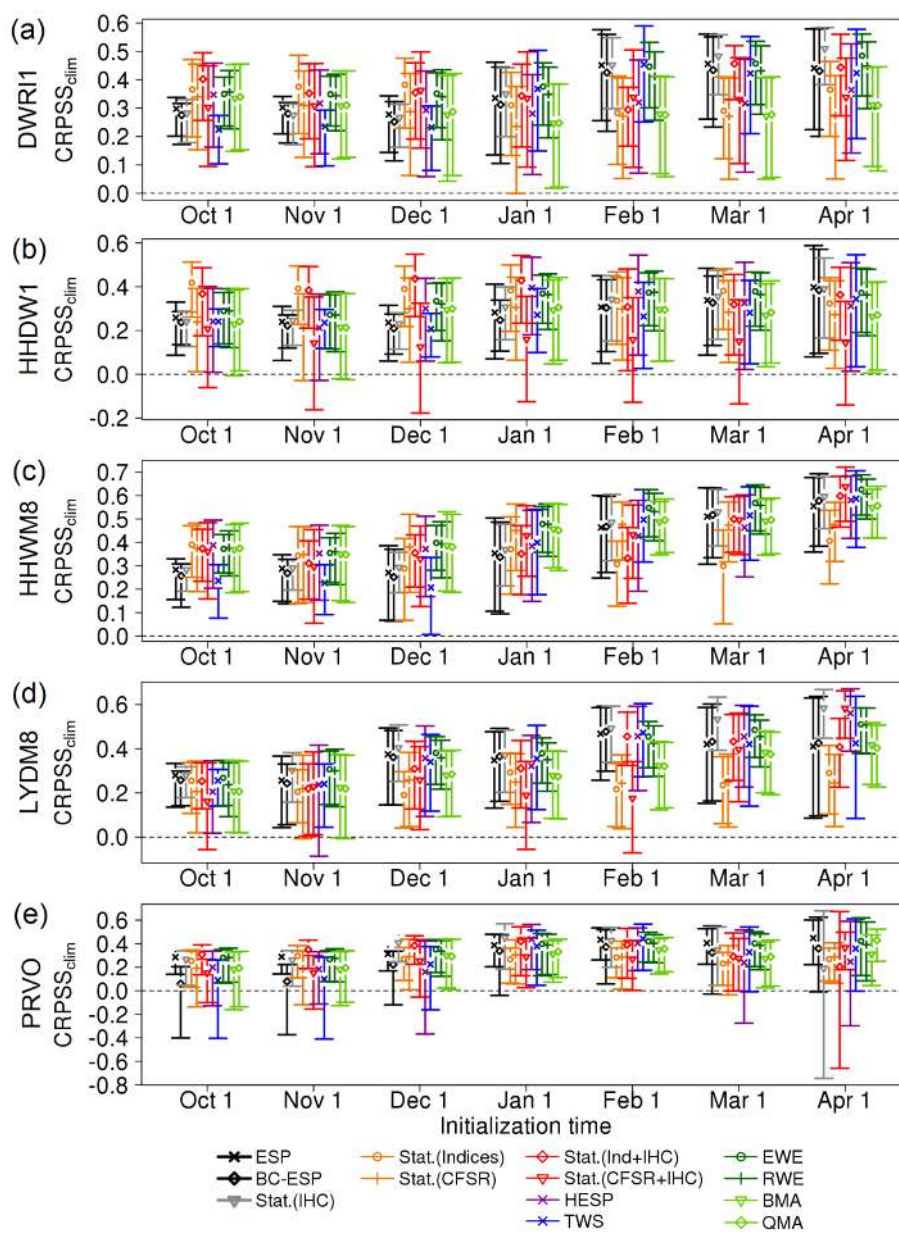 (a)
DWRI1
CRPSSclim
0.6
0.5
0.4
0.3
0.2
0.1
0.0
Oct 1 Nov 1 Dec 1 Jan 1 Feb 1 Mar 1 Apr 1
(b)
HHDW1
CRPSSclim
0.6
0.4
0.2
0.0
-0.2
Oct 1 Nov 1 Dec 1 Jan 1 Feb 1 Mar 1 Apr 1
(c)
HHWM8
CRPSSclim
0.7
0.6
0.5
0.4
0.3
0.2
0.1
0.0
Oct 1 Nov 1 Dec 1 Jan 1 Feb 1 Mar 1 Apr 1
(d)
LYDM8
CRPSSclim
0.6
0.4
0.2
0.0
Oct 1 Nov 1 Dec 1 Jan 1 Feb 1 Mar 1 Apr 1
(e)
PRVO
CRPSSclim
0.6
0.4
0.2
0.0
-0.2
-0.4
-0.6
-0.8
Oct 1 Nov 1 Dec 1 Jan 1 Feb 1 Mar 1 Apr 1
Initialization time
ESP Stat.(Indices) Stat.(Ind+IHC) EWE
BC-ESP Stat.(CFSR) Stat.(CFSR+IHC) RWE
Stat.(IHC) HESP BMA
TWS QMA